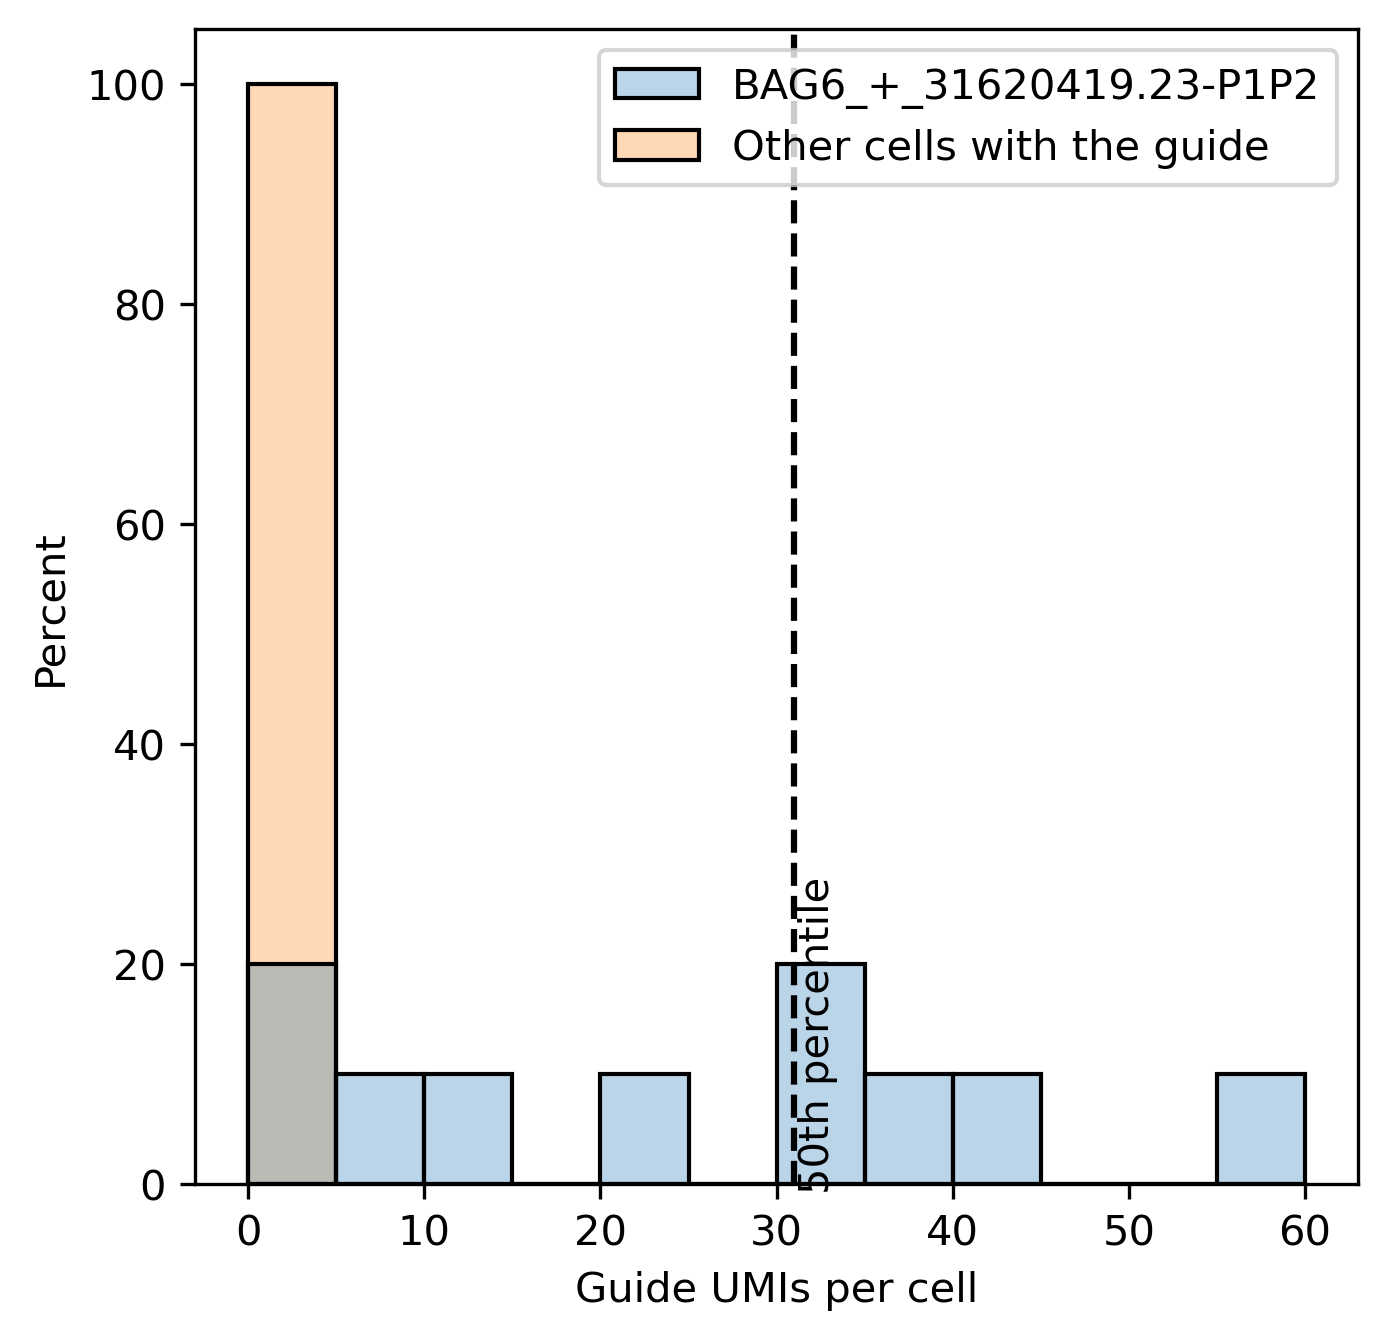 BAG6_+_31620419.23-P1P2
Other cells with the guide
100
80
60
40
20
0
Percent
50th percentile
0 10 20 30 40 50 60
Guide UMIs per cell